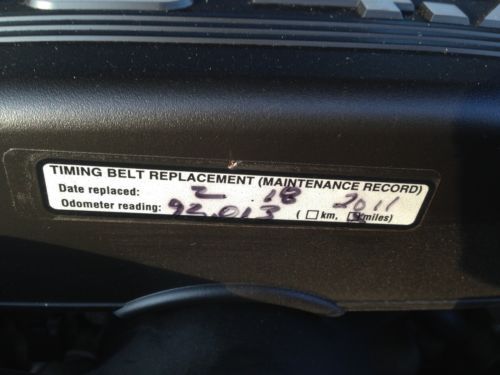 TIMING BELT REPLACEMENT (MAINTENANCE RECORD)
Date replaced: 2 . 18 2011
Odometer reading: 92,013 ( ☐ km, ☑ miles)